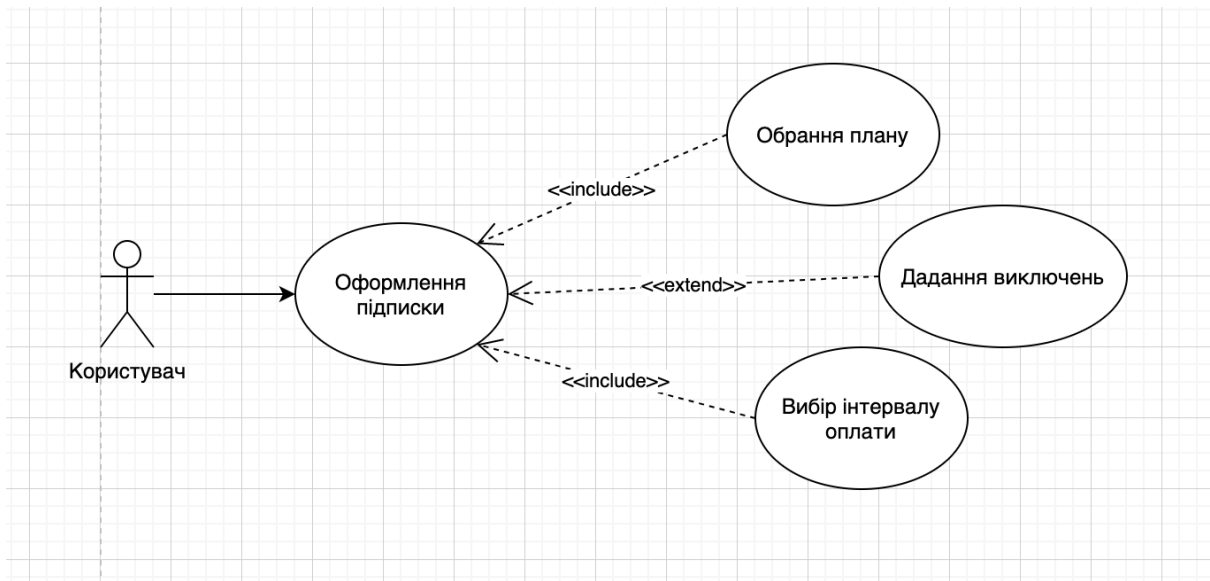 Обрання плану
<<include>>
Дадання виключень
<<extend>>
Оформлення
підписки
Користувач
<<include>>
Вибір інтервалу
оплати